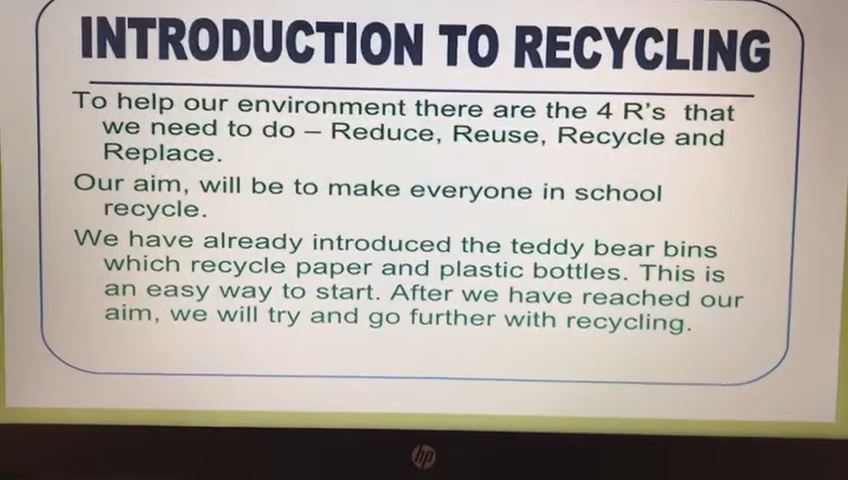 INTRODUCTION TO RECYCLING
To help our environment there are the 4 R's that
we need to do – Reduce, Reuse, Recycle and
Replace.
Our aim, will be to make everyone in school
recycle.
We have already introduced the teddy bear bins
which recycle paper and plastic bottles. This is
an easy way to start. After we have reached our
aim, we will try and go further with recycling.
hp